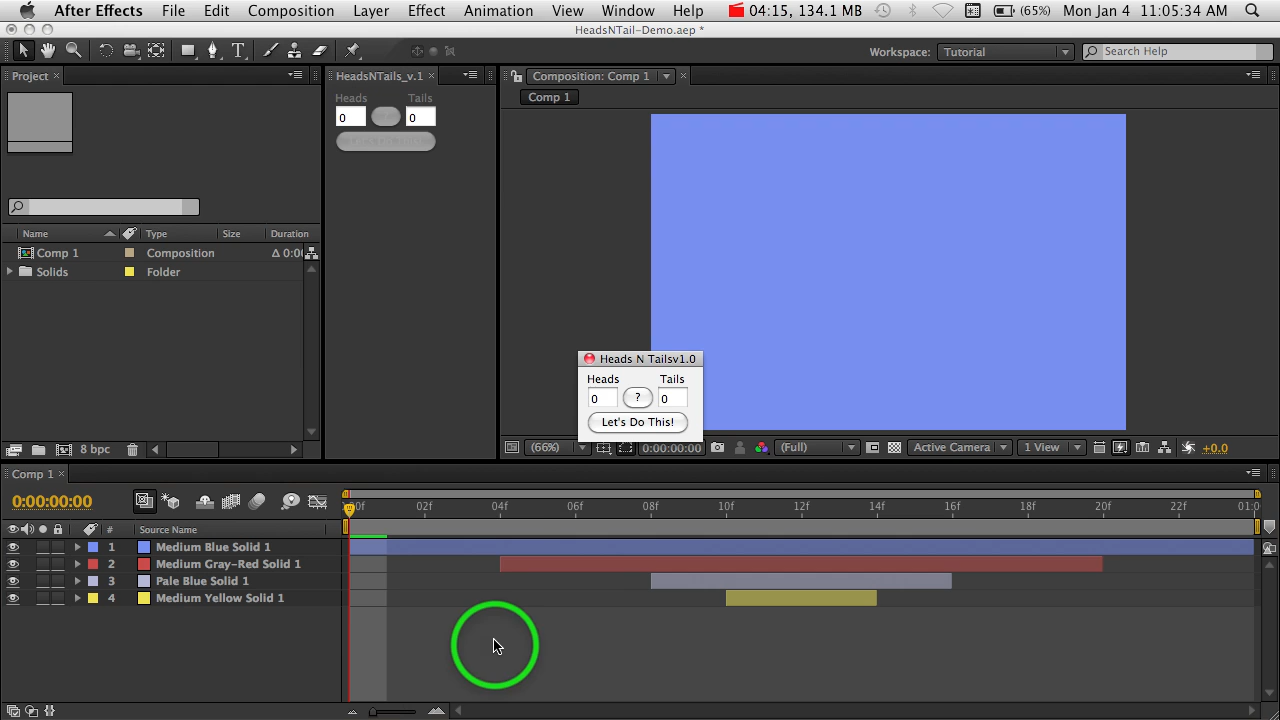 After Effects File Edit Composition Layer Effect Animation View Window Help 04:15, 134.1 MB (65%) Mon Jan 4 11:05:34 AM
HeadsNTail-Demo.aep *
T Workspace: Tutorial Search Help
Project HeadsNTails_v.1 Composition: Comp 1
Heads Tails Comp 1
0 0
Name Type Size Duration
Comp 1 Composition Δ 0:00
Solids Folder
Heads N Tailsv1.0
Heads Tails
0 ? 0
Let's Do This!
8 bpc (66%) 0:00:00:00 (Full) Active Camera 1 View +0.0
Comp 1
0:00:00:00 00f 02f 04f 06f 08f 10f 12f 14f 16f 18f 20f 22f 01:0
# Source Name
1 Medium Blue Solid 1
2 Medium Gray-Red Solid 1
3 Pale Blue Solid 1
4 Medium Yellow Solid 1